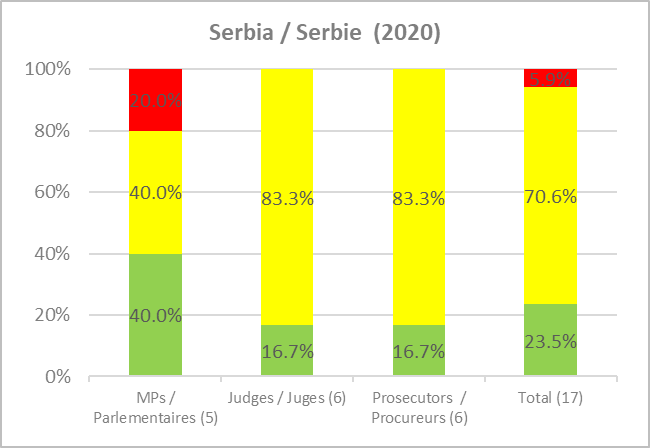 Serbia / Serbie (2020)
100%
80%
60%
40%
20%
0%
20.0%
40.0%
40.0%
83.3%
16.7%
83.3%
16.7%
5.9%
70.6%
23.5%
MPs /
Parlementaires (5)
Judges / Juges (6)
Prosecutors /
Procureurs (6)
Total (17)